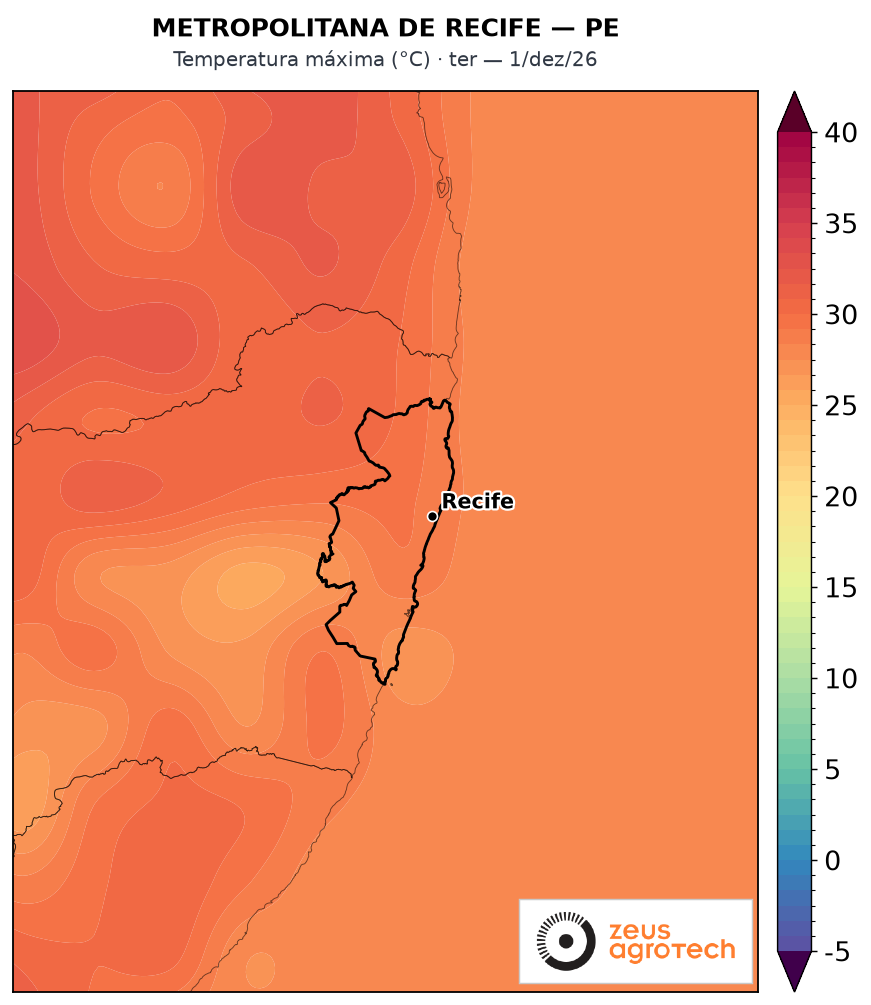 METROPOLITANA DE RECIFE — PE
Temperatura máxima (°C) · ter — 1/dez/26
40
35
30
25
20
15
10
5
0
-5
Recife
zeus
agrotech